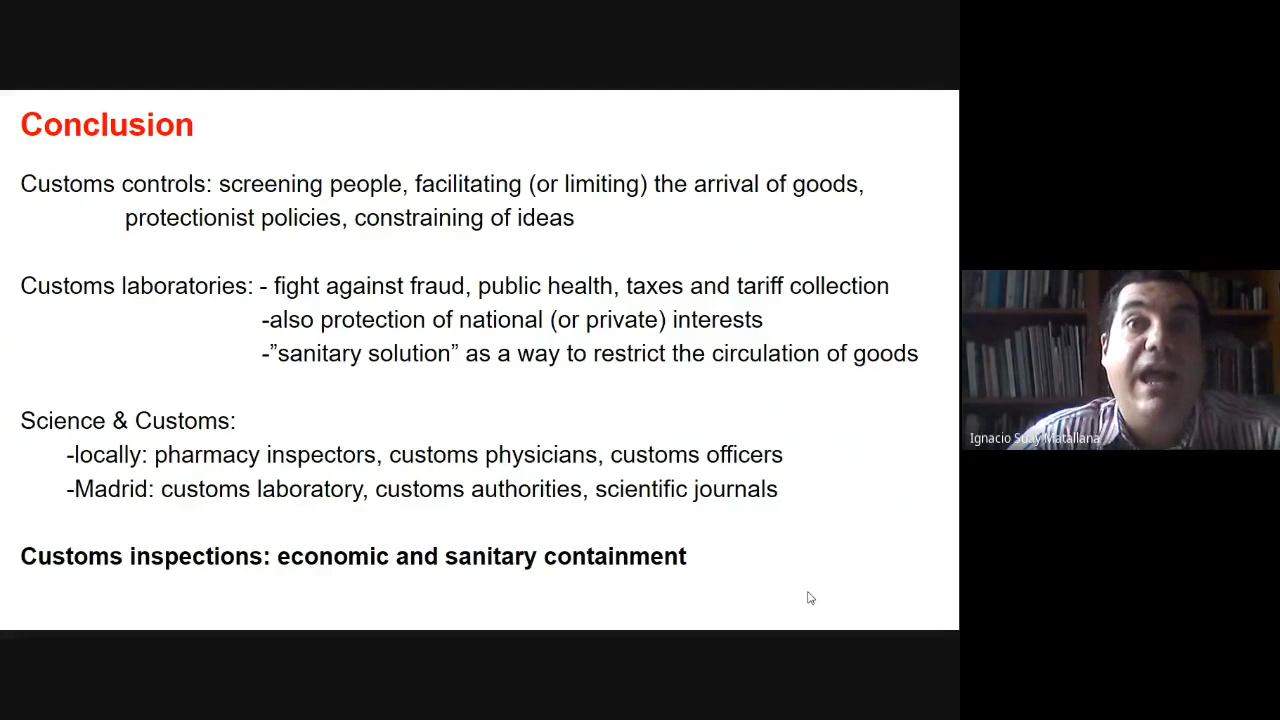 Conclusion
Customs controls: screening people, facilitating (or limiting) the arrival of goods,
protectionist policies, constraining of ideas
Customs laboratories: - fight against fraud, public health, taxes and tariff collection
-also protection of national (or private) interests
-”sanitary solution” as a way to restrict the circulation of goods
Science & Customs:
-locally: pharmacy inspectors, customs physicians, customs officers
-Madrid: customs laboratory, customs authorities, scientific journals
Customs inspections: economic and sanitary containment
Ignacio Suay Matallana